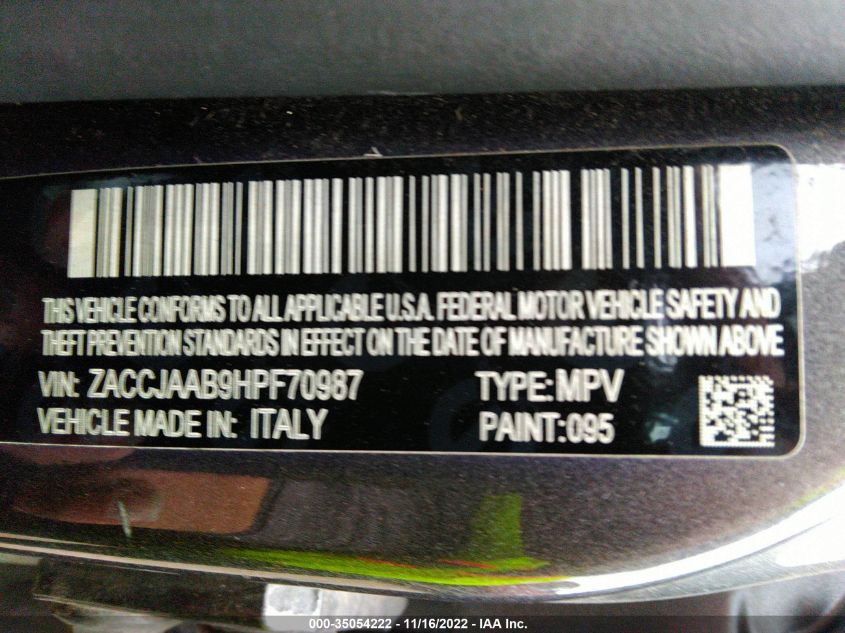 THIS VEHICLE CONFORMS TO ALL APPLICABLE U.S.A. FEDERAL MOTOR VEHICLE SAFETY AND
THEFT PREVENTION STANDARDS IN EFFECT ON THE DATE OF MANUFACTURE SHOWN ABOVE
VIN: ZACCJAAB9HPF70987 TYPE: MPV
VEHICLE MADE IN: ITALY PAINT: 095
000-35054222 - 11/16/2022 - IAA Inc.